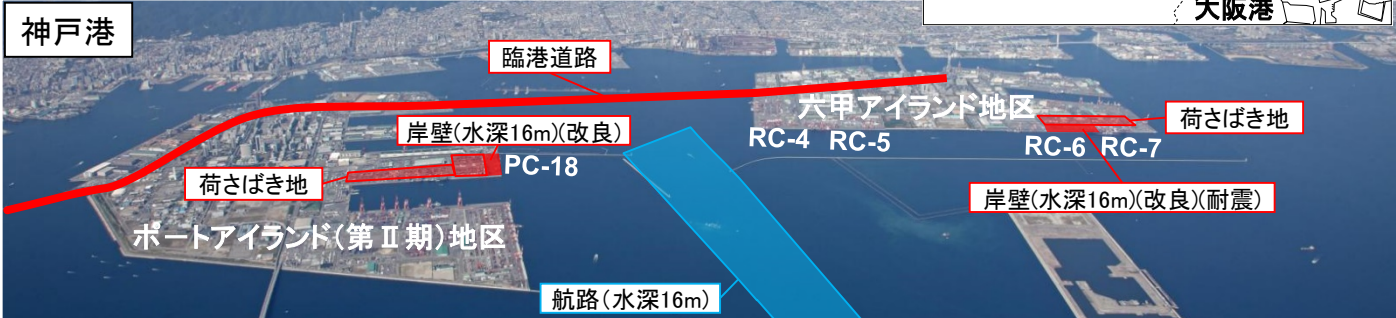 大阪港
神戸港
臨港道路
六甲アイランド地区
荷さばき地
岸壁(水深16m)(改良)
RC-4
RC-5
RC-6
RC-7
PC-18
荷さばき地
岸壁(水深16m)(改良)(耐震)
ポートアイランド(第Ⅱ期)地区
航路(水深16m)